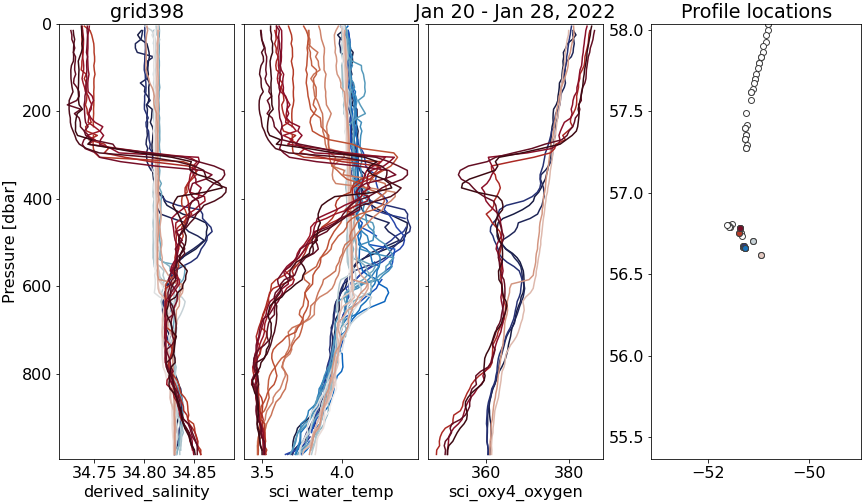 grid398
Jan 20 - Jan 28, 2022
Profile locations
0
200
400
600
800
Pressure [dbar]
34.75 34.80 34.85
derived_salinity
3.5 4.0
sci_water_temp
360 380
sci_oxy4_oxygen
58.0
57.5
57.0
56.5
56.0
55.5
−52 −50